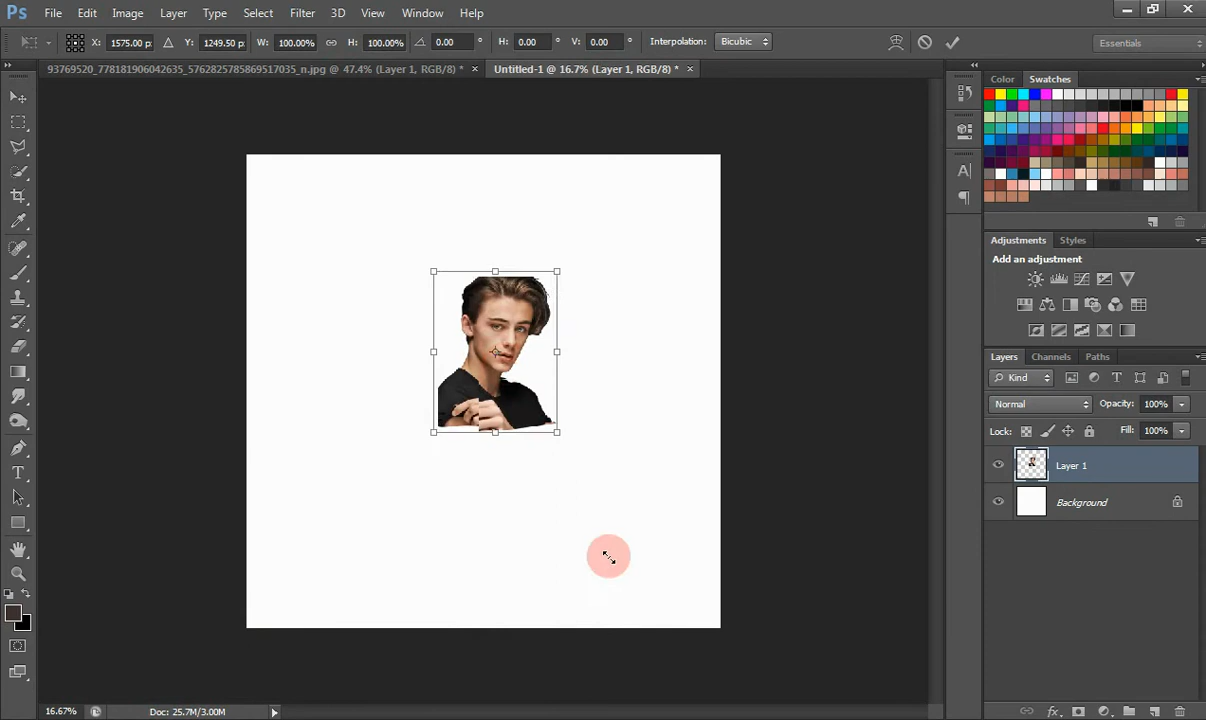 Ps File Edit Image Layer Type Select Filter 3D View Window Help
X: 1575.00 p: Y: 1249.50 p: W: 100.00% H: 100.00% 0.00 ° H: 0.00 ° V: 0.00 ° Interpolation: Bicubic Essentials
93769520_778181906042635_5762825785869517035_n.jpg @ 47.4% (Layer 1, RGB/8) * × Untitled-1 @ 16.7% (Layer 1, RGB/8) * ×
Color Swatches
Adjustments Styles
Add an adjustment
Layers Channels Paths
Kind
Normal Opacity: 100%
Lock: Fill: 100%
Layer 1
Background
16.67% Doc: 25.7M/3.00M